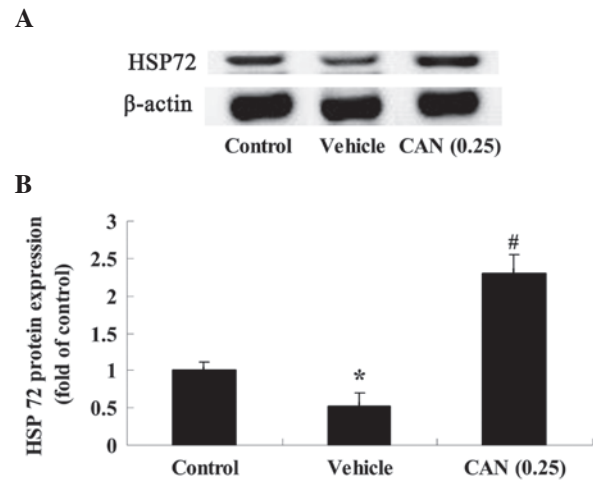 A
HSP72
β-actin
Control Vehicle CAN (0.25)
B
HSP 72 protein expression
(fold of control)
3
2.5
2
1.5
1
0.5
0
*
#
Control Vehicle CAN (0.25)